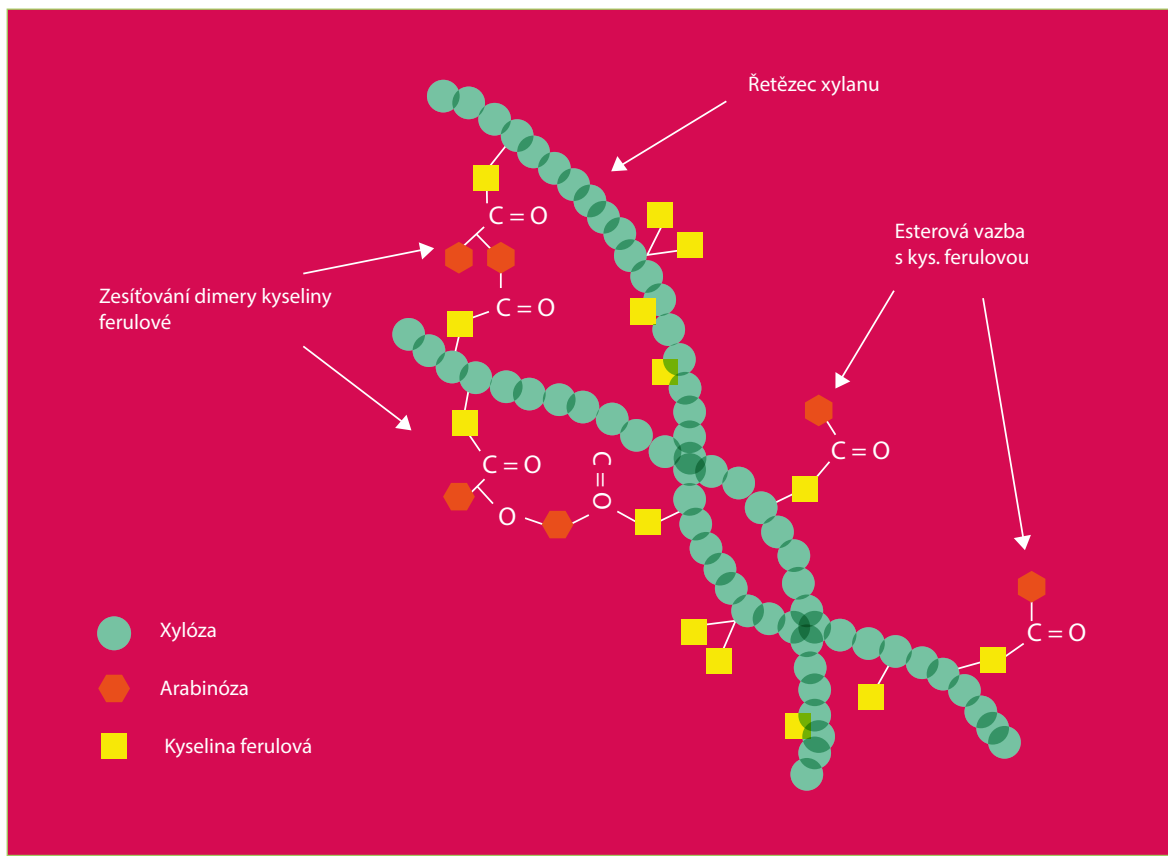 Řetězec xylanu
C = O
Esterová vazba
s kys. ferulovou
Zesíťování dimery kyseliny
ferulové
C = O
C = O
C = O
C = O
O
C = O
Xylóza
Arabinóza
Kyselina ferulová